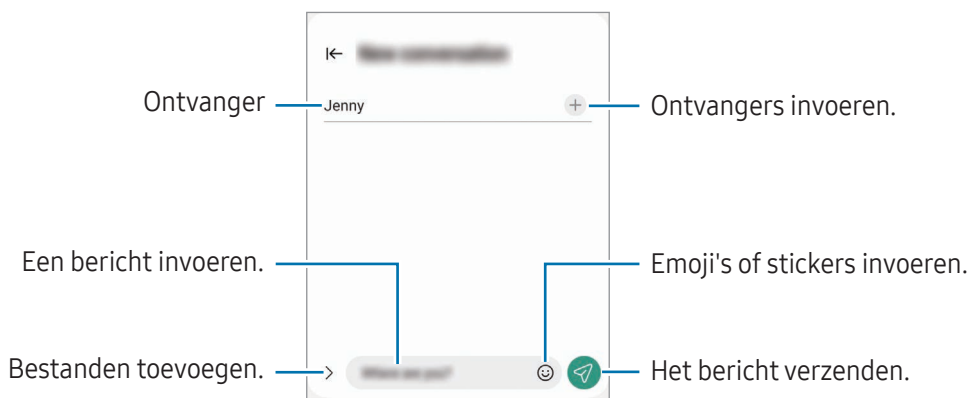 Ontvanger
Jenny
Ontvangers invoeren.
Een bericht invoeren.
Emoji's of stickers invoeren.
Bestanden toevoegen.
Het bericht verzenden.